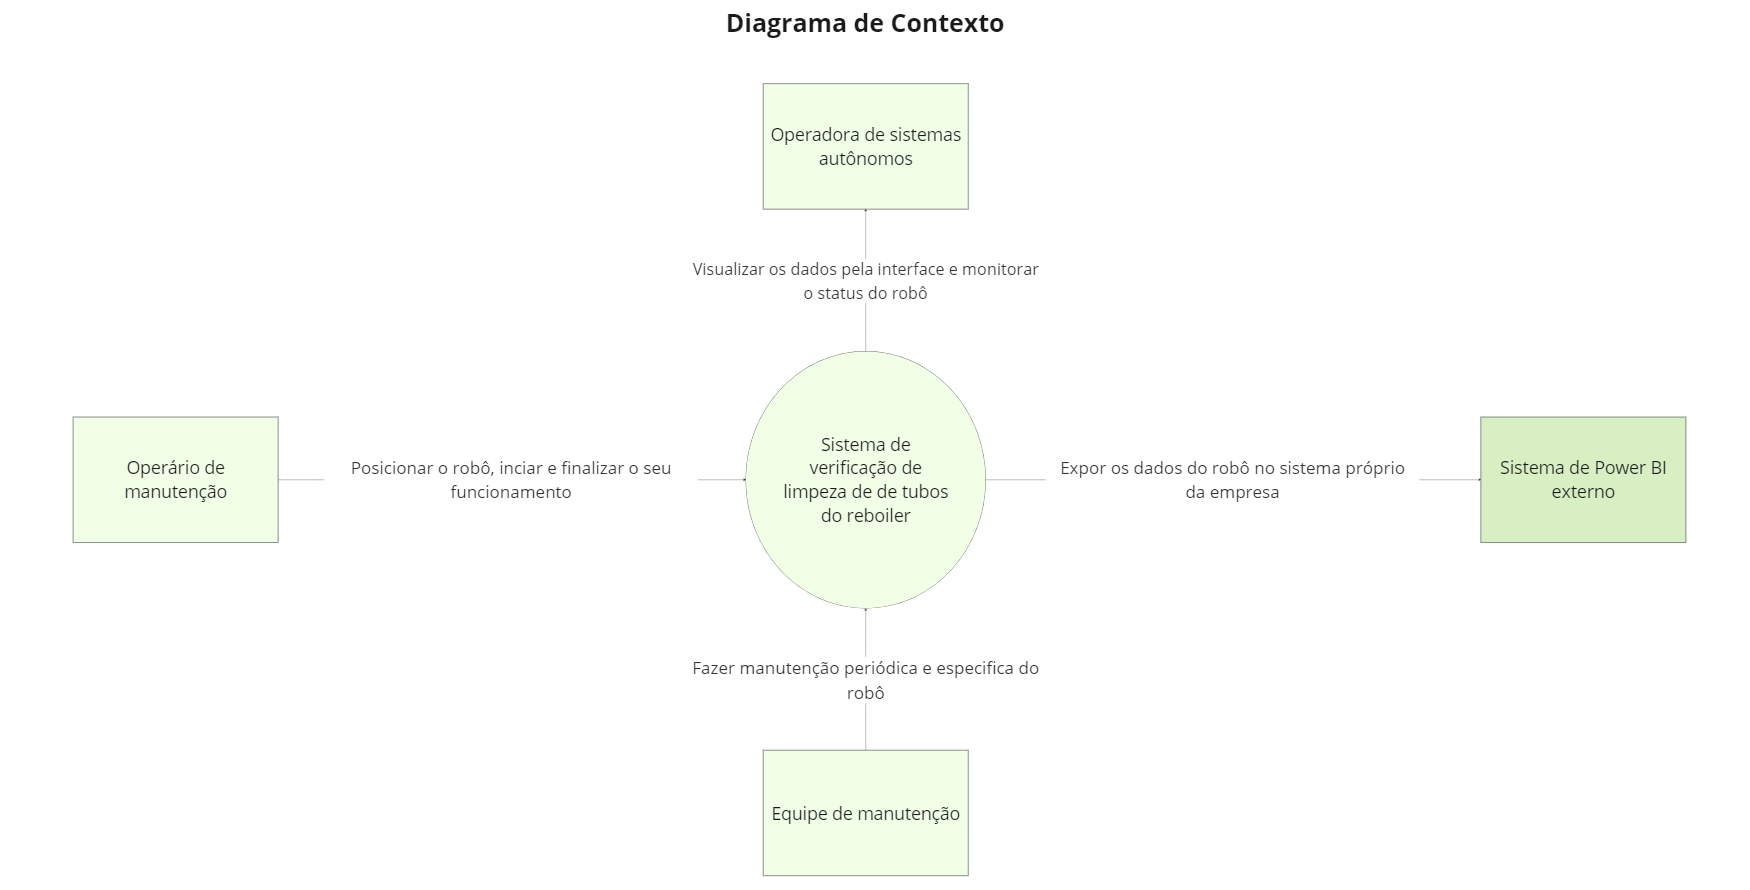 Diagrama de Contexto
Operadora de sistemas
autônomos
Visualizar os dados pela interface e monitorar
o status do robô
Operário de
manutenção
Posicionar o robô, inciar e finalizar o seu
funcionamento
Sistema de
verificação de
limpeza de de tubos
do reboiler
Expor os dados do robô no sistema próprio
da empresa
Sistema de Power BI
externo
Fazer manutenção periódica e especifica do
robô
Equipe de manutenção